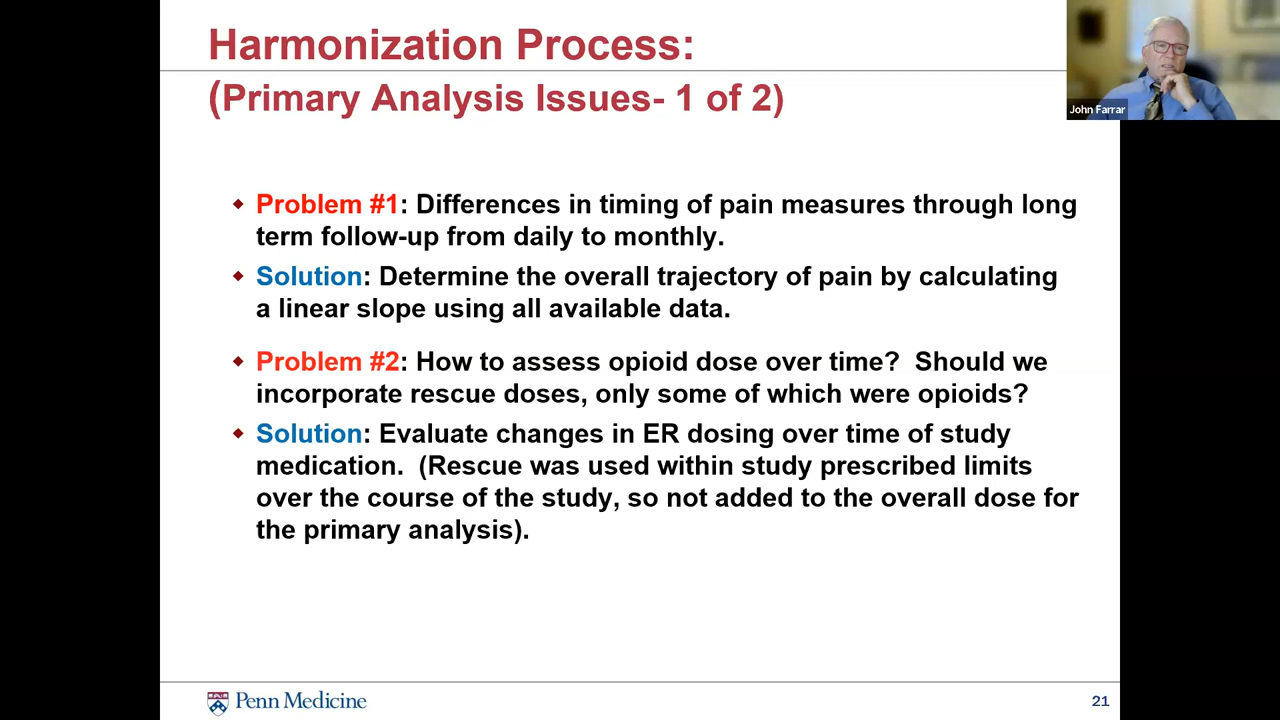 Harmonization Process:
(Primary Analysis Issues- 1 of 2)
John Farrar
Problem #1: Differences in timing of pain measures through long
term follow-up from daily to monthly.
Solution: Determine the overall trajectory of pain by calculating
a linear slope using all available data.
Problem #2: How to assess opioid dose over time? Should we
incorporate rescue doses, only some of which were opioids?
Solution: Evaluate changes in ER dosing over time of study
medication. (Rescue was used within study prescribed limits
over the course of the study, so not added to the overall dose for
the primary analysis).
Penn Medicine
21